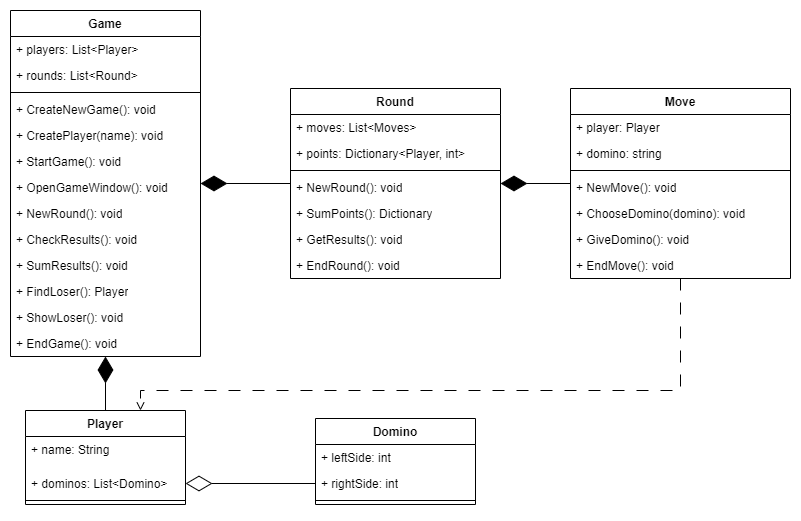 Game
+ players: List<Player>
+ rounds: List<Round>
+ CreateNewGame(): void
+ CreatePlayer(name): void
+ StartGame(): void
+ OpenGameWindow(): void
+ NewRound(): void
+ CheckResults(): void
+ SumResults(): void
+ FindLoser(): Player
+ ShowLoser(): void
+ EndGame(): void
Round
+ moves: List<Moves>
+ points: Dictionary<Player, int>
+ NewRound(): void
+ SumPoints(): Dictionary
+ GetResults(): void
+ EndRound(): void
Move
+ player: Player
+ domino: string
+ NewMove(): void
+ ChooseDomino(domino): void
+ GiveDomino(): void
+ EndMove(): void
Player
+ name: String
+ dominos: List<Domino>
Domino
+ leftSide: int
+ rightSide: int